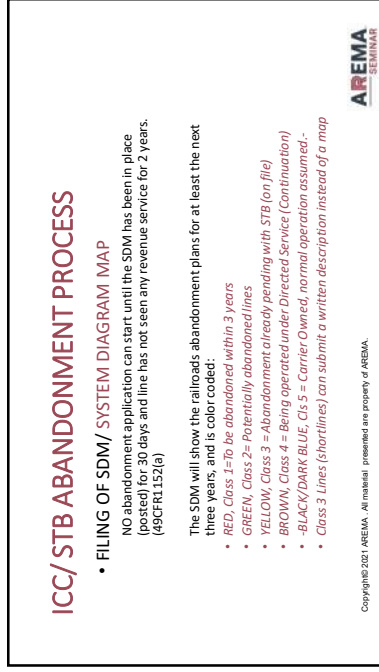 ICC/ STB ABANDONMENT PROCESS
• FILING OF SDM/ SYSTEM DIAGRAM MAP
NO abandonment application can start until the SDM has been in place
(posted) for 30 days and line has not seen any revenue service for 2 years.
(49CFR1152(a)
The SDM will show the railroads abandonment plans for at least the next
three years, and is color coded:
• RED, Class 1=To be abandoned within 3 years
• GREEN, Class 2= Potentially abandoned lines
• YELLOW, Class 3 = Abandonment already pending with STB (on file)
• BROWN, Class 4 = Being operated under Directed Service (Continuation)
• -BLACK/DARK BLUE, Cls 5 = Carrier Owned, normal operation assumed.-
• Class 3 Lines (shortlines) can submit a written description instead of a map
Copyright© 2021 AREMA. All material presented are property of AREMA.
AREMA
SEMINAR